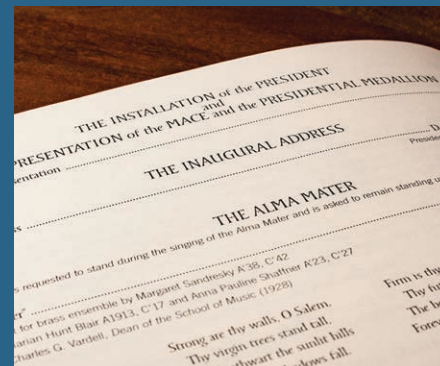 THE INSTALLATION of the PRESIDENT
and
PRESENTATION of the MACE and the PRESIDENTIAL MEDALLION
THE INAUGURAL ADDRESS
THE ALMA MATER
requested to stand during the singing of the Alma Mater and is asked to remain standing
for brass ensemble by Margaret Sandresky A'38, C'42
Hunt Blair A1913, C'17 and Anna Pauline Shaffner A'23, C'27
Charles G. Vardell, Dean of the School of Music (1928)
Strong are thy walls, O Salem.
Thy virgin trees stand tall.
the sunlit hills
fall.
Firm is
Thy
The